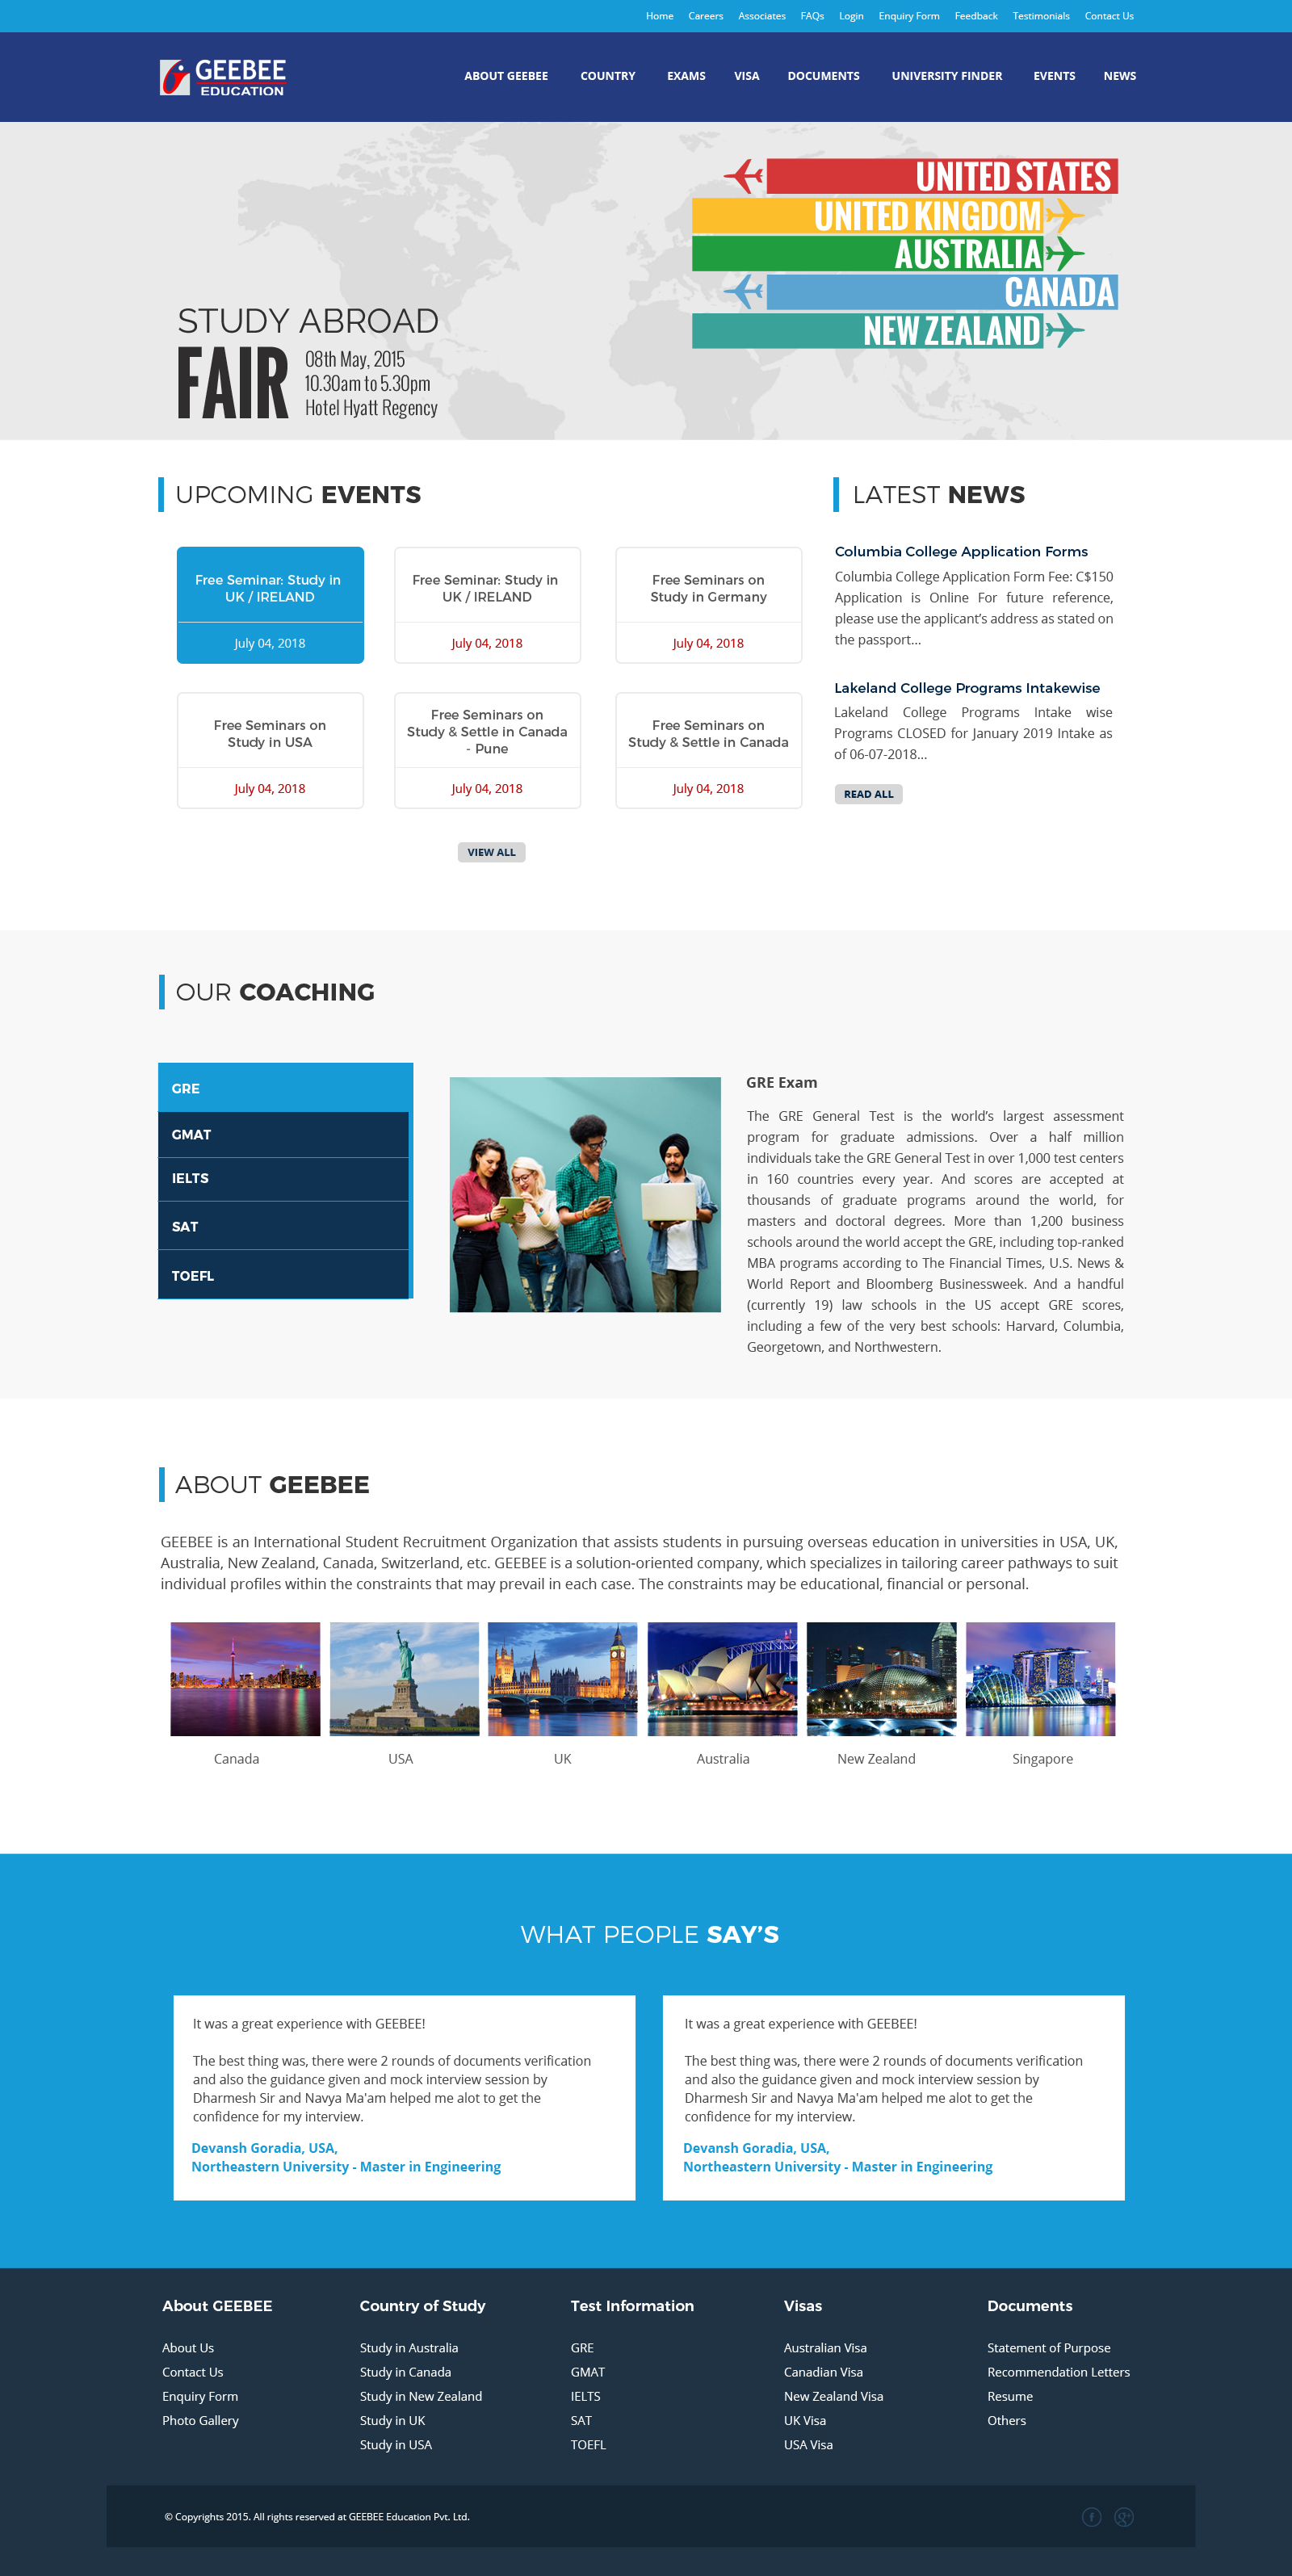 Home Careers Associates FAQs Login Enquiry Form Feedback Testimonials Contact Us
GEEBEE
EDUCATION
ABOUT GEEBEE COUNTRY EXAMS VISA DOCUMENTS UNIVERSITY FINDER EVENTS NEWS
UNITED STATES
UNITED KINGDOM
AUSTRALIA
CANADA
NEW ZEALAND
STUDY ABROAD
FAIR
08th May, 2015
10.30am to 5.30pm
Hotel Hyatt Regency
UPCOMING EVENTS
Free Seminar: Study in
UK / IRELAND
July 04, 2018
Free Seminar: Study in
UK / IRELAND
July 04, 2018
Free Seminars on
Study in Germany
July 04, 2018
Free Seminars on
Study in USA
July 04, 2018
Free Seminars on
Study & Settle in Canada
- Pune
July 04, 2018
Free Seminars on
Study & Settle in Canada
July 04, 2018
VIEW ALL
LATEST NEWS
Columbia College Application Forms
Columbia College Application Form Fee: C$150
Application is Online For future reference,
please use the applicant’s address as stated on
the passport...
Lakeland College Programs Intakewise
Lakeland College Programs Intake wise
Programs CLOSED for January 2019 Intake as
of 06-07-2018...
READ ALL
OUR COACHING
GRE
GMAT
IELTS
SAT
TOEFL
GRE Exam
The GRE General Test is the world’s largest assessment
program for graduate admissions. Over a half million
individuals take the GRE General Test in over 1,000 test centers
in 160 countries every year. And scores are accepted at
thousands of graduate programs around the world, for
masters and doctoral degrees. More than 1,200 business
schools around the world accept the GRE, including top-ranked
MBA programs according to The Financial Times, U.S. News &
World Report and Bloomberg Businessweek. And a handful
(currently 19) law schools in the US accept GRE scores,
including a few of the very best schools: Harvard, Columbia,
Georgetown, and Northwestern.
ABOUT GEEBEE
GEEBEE is an International Student Recruitment Organization that assists students in pursuing overseas education in universities in USA, UK,
Australia, New Zealand, Canada, Switzerland, etc. GEEBEE is a solution-oriented company, which specializes in tailoring career pathways to suit
individual profiles within the constraints that may prevail in each case. The constraints may be educational, financial or personal.
Canada USA UK Australia New Zealand Singapore
WHAT PEOPLE SAY’S
It was a great experience with GEEBEE!
The best thing was, there were 2 rounds of documents verification
and also the guidance given and mock interview session by
Dharmesh Sir and Navya Ma'am helped me alot to get the
confidence for my interview.
Devansh Goradia, USA,
Northeastern University - Master in Engineering
It was a great experience with GEEBEE!
The best thing was, there were 2 rounds of documents verification
and also the guidance given and mock interview session by
Dharmesh Sir and Navya Ma'am helped me alot to get the
confidence for my interview.
Devansh Goradia, USA,
Northeastern University - Master in Engineering
About GEEBEE
About Us
Contact Us
Enquiry Form
Photo Gallery
Country of Study
Study in Australia
Study in Canada
Study in New Zealand
Study in UK
Study in USA
Test Information
GRE
GMAT
IELTS
SAT
TOEFL
Visas
Australian Visa
Canadian Visa
New Zealand Visa
UK Visa
USA Visa
Documents
Statement of Purpose
Recommendation Letters
Resume
Others
© Copyrights 2015. All rights reserved at GEEBEE Education Pvt. Ltd.